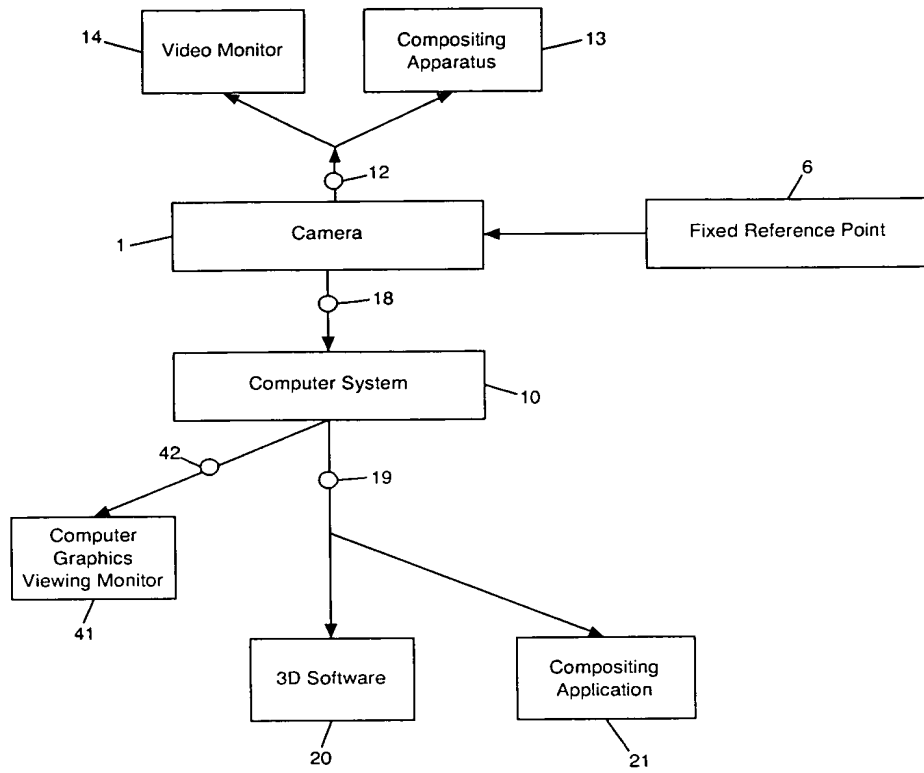 14
Video Monitor
Compositing
Apparatus
13
12
6
1
Camera
Fixed Reference Point
18
Computer System
10
42
19
Computer
Graphics
Viewing Monitor
41
3D Software
Compositing
Application
20
21